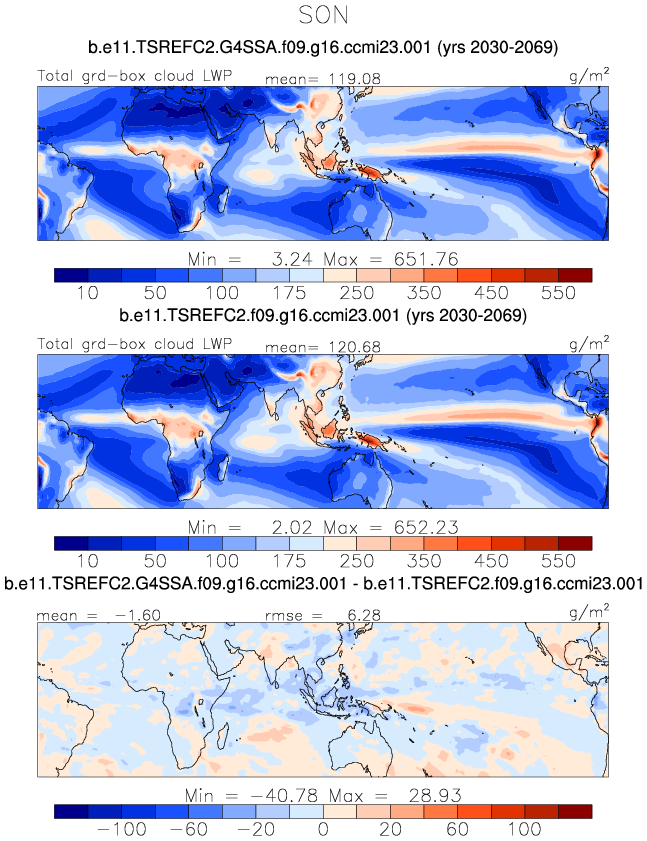 SON
b.e11.TSREFC2.G4SSA.f09.g16.ccmi23.001 (yrs 2030-2069)
Total grd-box cloud LWP mean= 119.08 g/m²
Min = 3.24 Max = 651.76
10 50 100 175 250 350 450 550
b.e11.TSREFC2.f09.g16.ccmi23.001 (yrs 2030-2069)
Total grd-box cloud LWP mean= 120.68 g/m²
Min = 2.02 Max = 652.23
10 50 100 175 250 350 450 550
b.e11.TSREFC2.G4SSA.f09.g16.ccmi23.001 - b.e11.TSREFC2.f09.g16.ccmi23.001
mean = −1.60 rmse = 6.28 g/m²
Min = −40.78 Max = 28.93
−100 −60 −20 0 20 60 100